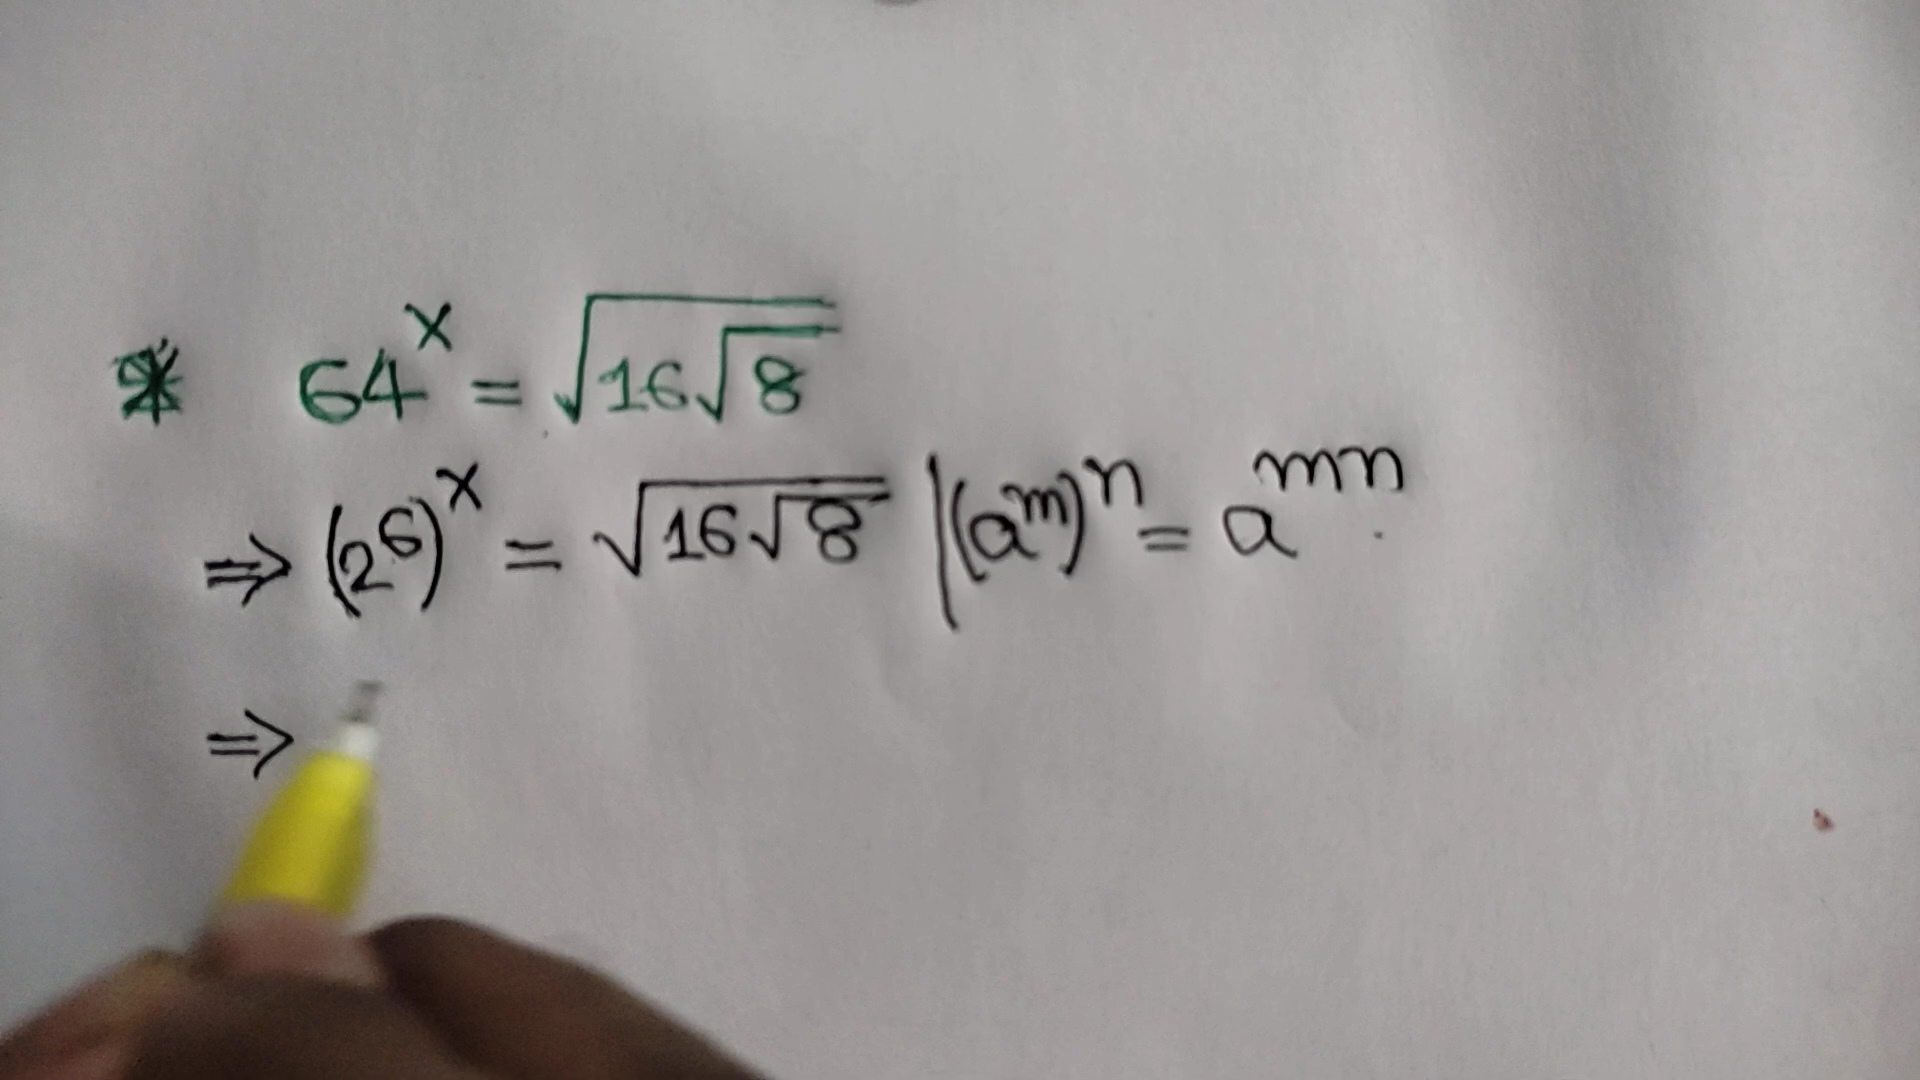 * 64^x = √(16√8)
⇒ (2^6)^x = √(16√8) | (a^m)^n = a^mn.
⇒